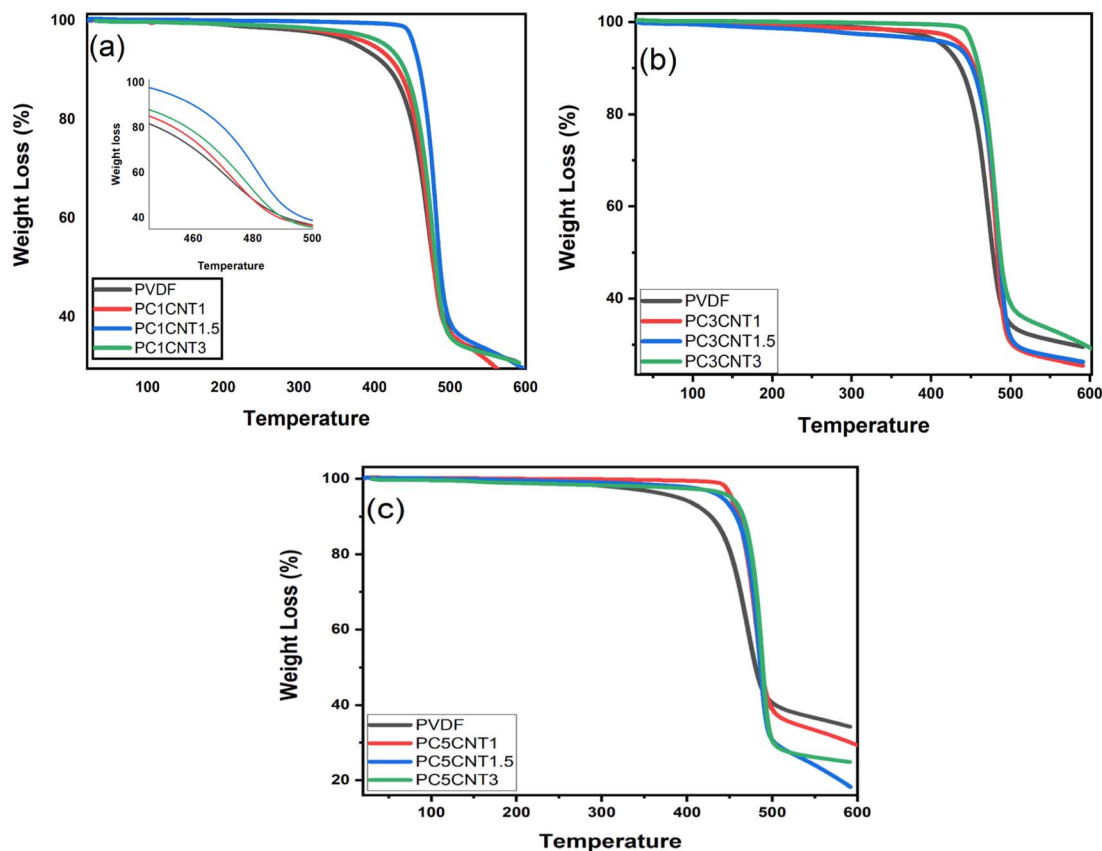 (a)
Weight Loss (%)
100
80
60
40
100
80
60
40
Weight loss
460
480
500
Temperature
PVDF
PC1CNT1
PC1CNT1.5
PC1CNT3
100
200
300
400
500
600
Temperature
(b)
Weight Loss (%)
100
80
60
40
PVDF
PC3CNT1
PC3CNT1.5
PC3CNT3
100
200
300
400
500
600
Temperature
(c)
Weight Loss (%)
100
80
60
40
20
PVDF
PC5CNT1
PC5CNT1.5
PC5CNT3
100
200
300
400
500
600
Temperature